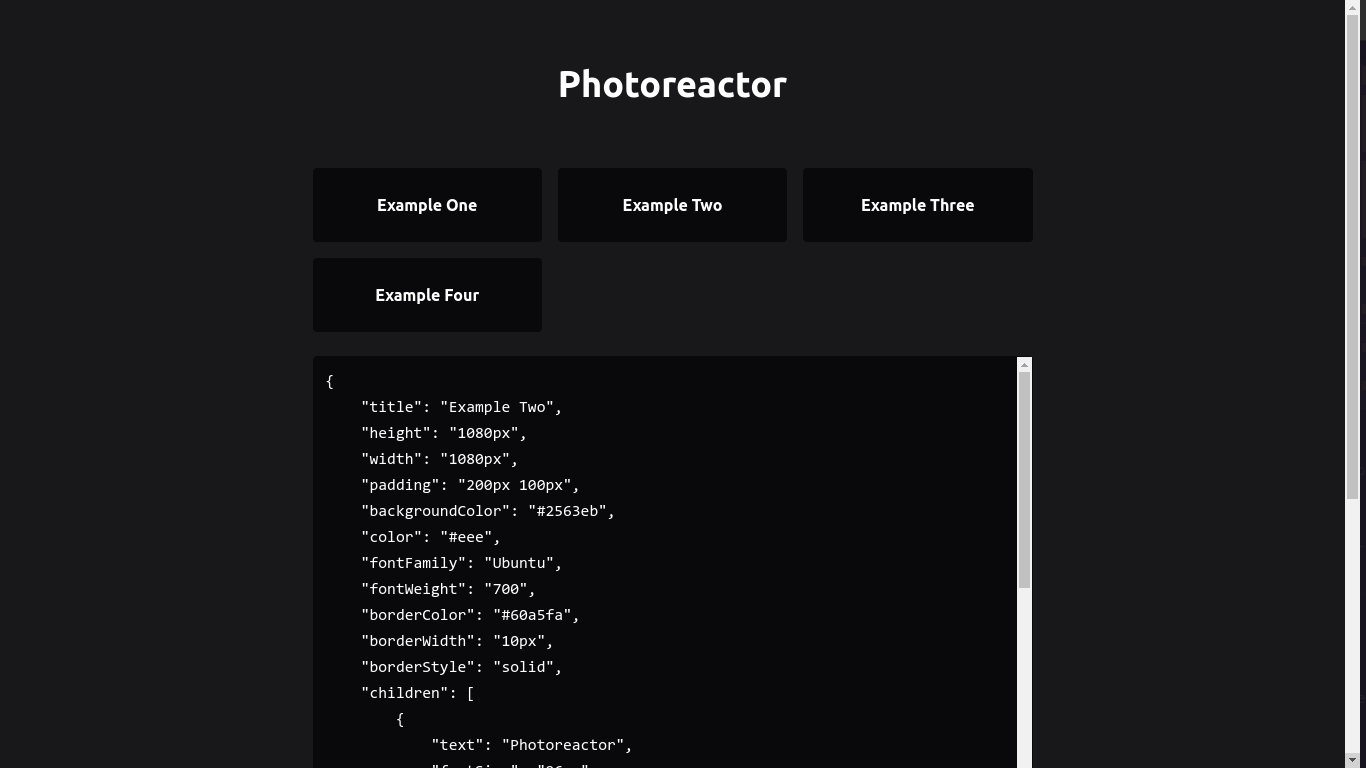 Photoreactor
Example One
Example Two
Example Three
Example Four
{
    "title": "Example Two",
    "height": "1080px",
    "width": "1080px",
    "padding": "200px 100px",
    "backgroundColor": "#2563eb",
    "color": "#eee",
    "fontFamily": "Ubuntu",
    "fontWeight": "700",
    "borderColor": "#60a5fa",
    "borderWidth": "10px",
    "borderStyle": "solid",
    "children": [
        {
            "text": "Photoreactor",